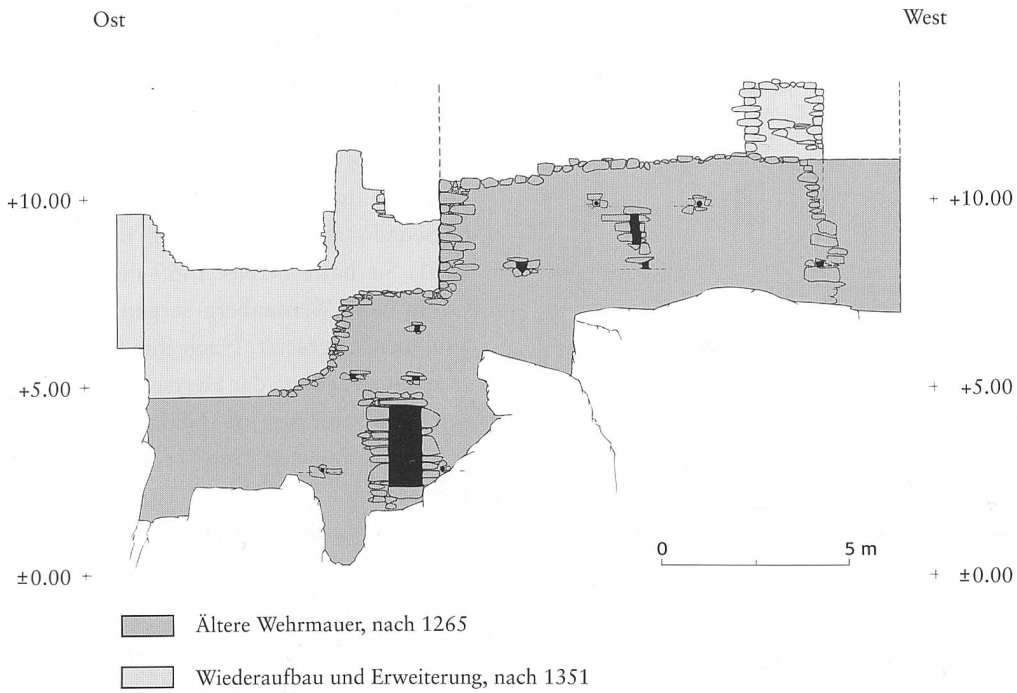 Ost
West
+10.00 +
+ +10.00
+5.00 +
+ +5.00
0 5 m
±0.00 +
+ ±0.00
Ältere Wehrmauer, nach 1265
Wiederaufbau und Erweiterung, nach 1351